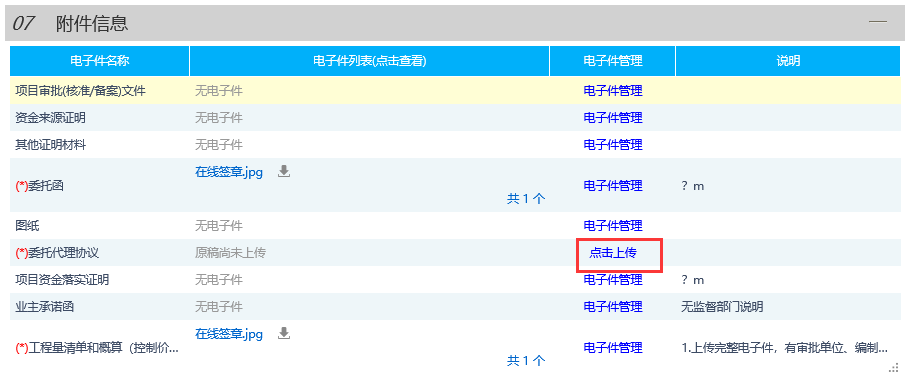 07 附件信息
电子件名称 电子件列表(点击查看) 电子件管理 说明
项目审批(核准/备案)文件 无电子件 电子件管理
资金来源证明 无电子件 电子件管理
其他证明材料 无电子件 电子件管理
在线签章.jpg
(*)委托函 电子件管理 ？m
共 1 个
图纸 无电子件 电子件管理
(*)委托代理协议 原稿尚未上传 点击上传
项目资金落实证明 无电子件 电子件管理 ？m
业主承诺函 无电子件 电子件管理 无监督部门说明
在线签章.jpg
(*)工程量清单和概算（控制价... 电子件管理 1.上传完整电子件，有审批单位、编制...
共 1 个